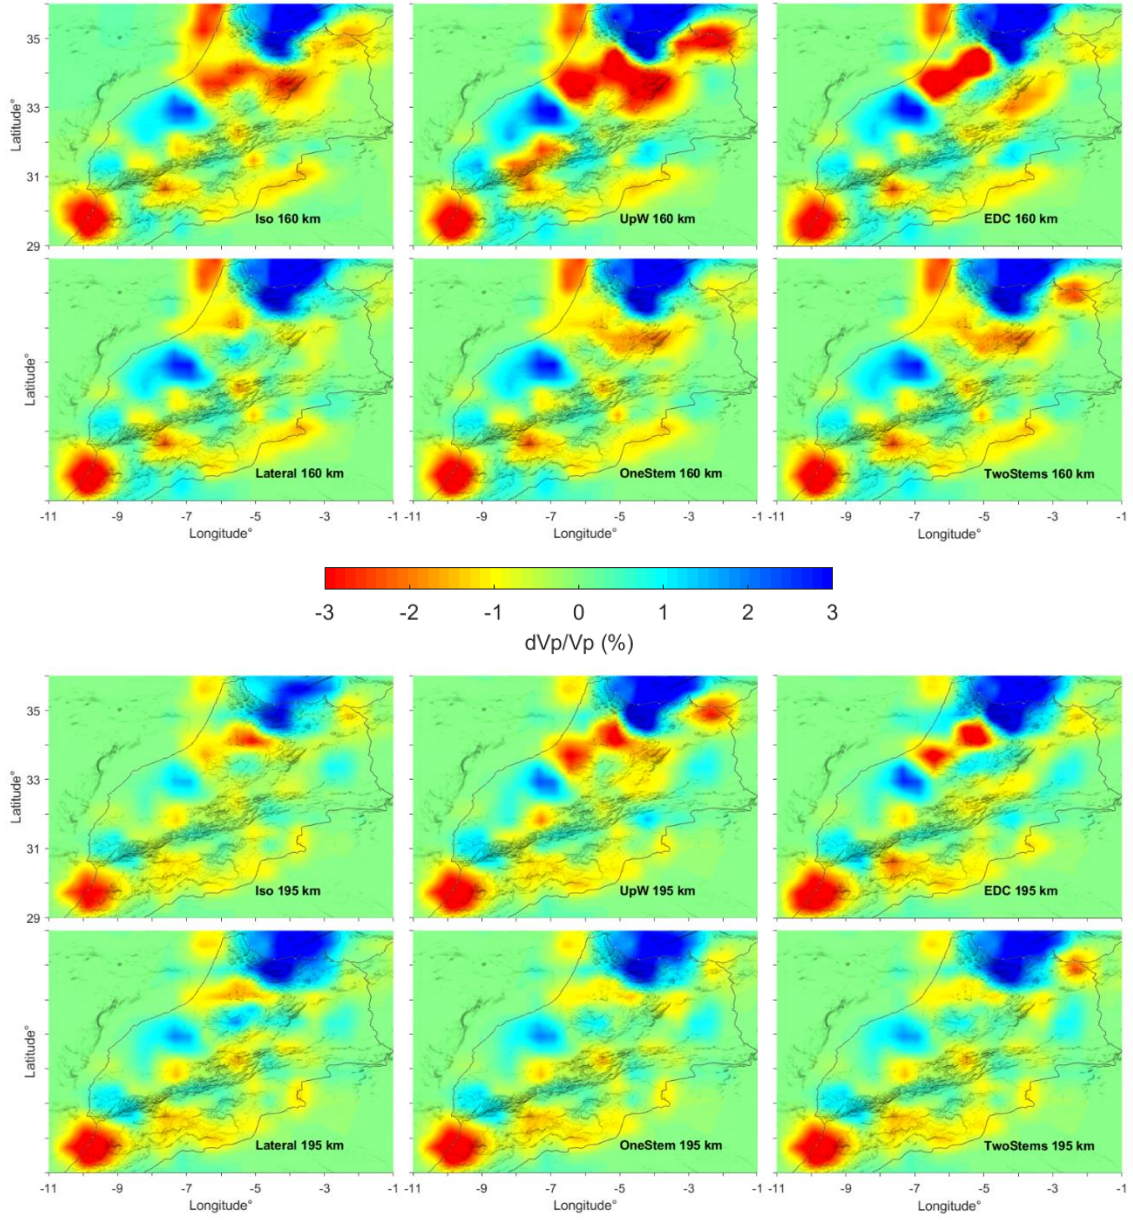 35
33
31
29
Latitude°
Iso 160 km
UpW 160 km
EDC 160 km
Latitude°
Lateral 160 km
OneStem 160 km
TwoStems 160 km
-11 -9 -7 -5 -3 -11 -9 -7 -5 -3 -11 -9 -7 -5 -3 -1
Longitude° Longitude° Longitude°
-3 -2 -1 0 1 2 3
dVp/Vp (%)
35
33
31
29
Latitude°
Iso 195 km
UpW 195 km
EDC 195 km
Latitude°
Lateral 195 km
OneStem 195 km
TwoStems 195 km
-11 -9 -7 -5 -3 -11 -9 -7 -5 -3 -11 -9 -7 -5 -3 -1
Longitude° Longitude° Longitude°